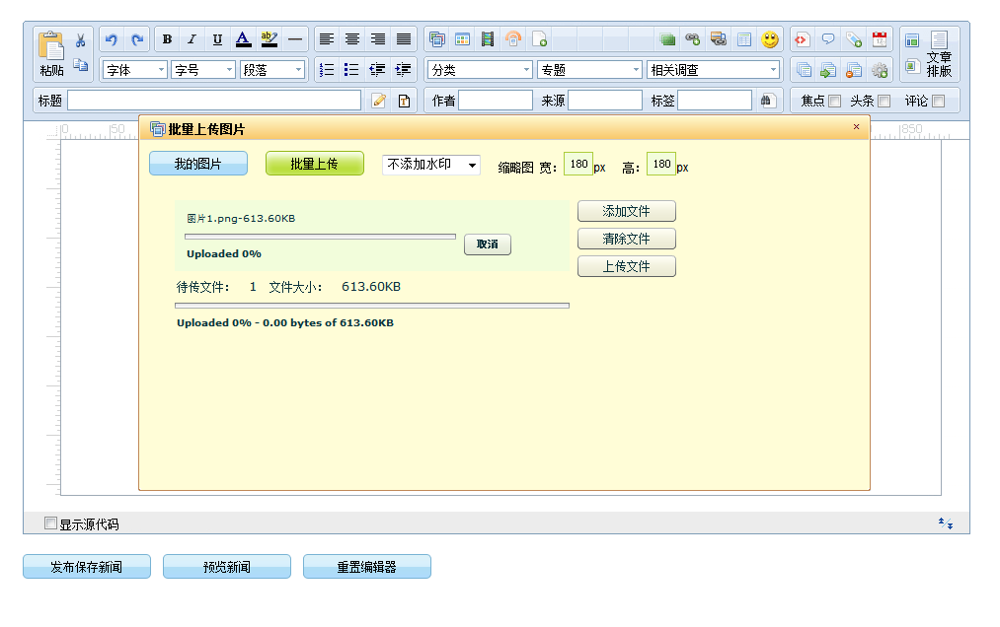 B I U A ab
粘贴 字体 字号 段落 分类 专题 相关调查 文章
排版
标题 作者 来源 标签 焦点 头条 评论
0 50 850
批量上传图片 ×
我的图片 批量上传 不添加水印 缩略图 宽: 180 px 高: 180 px
图片1.png-613.60KB
添加文件
取消
清除文件
Uploaded 0%
上传文件
待传文件: 1 文件大小: 613.60KB
Uploaded 0% - 0.00 bytes of 613.60KB
显示源代码
发布保存新闻 预览新闻 重置编辑器